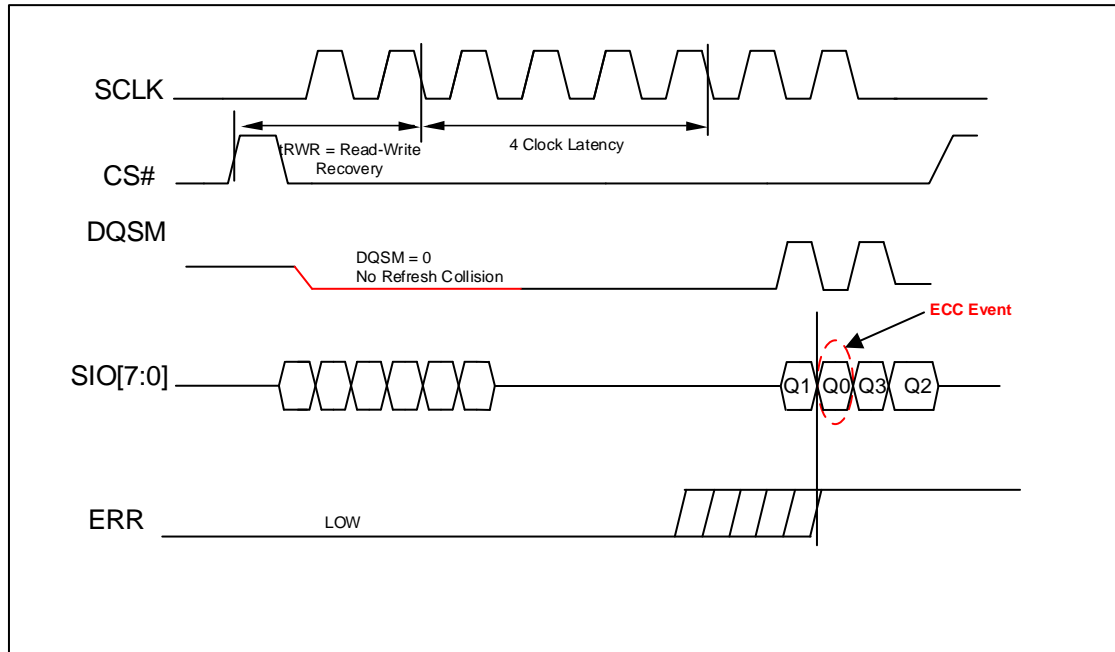 SCLK
tRWR = Read-Write
Recovery
4 Clock Latency
CS#
DQSM
DQSM = 0
No Refresh Collision
ECC Event
SIO[7:0]
Q1 Q0 Q3 Q2
ERR
LOW